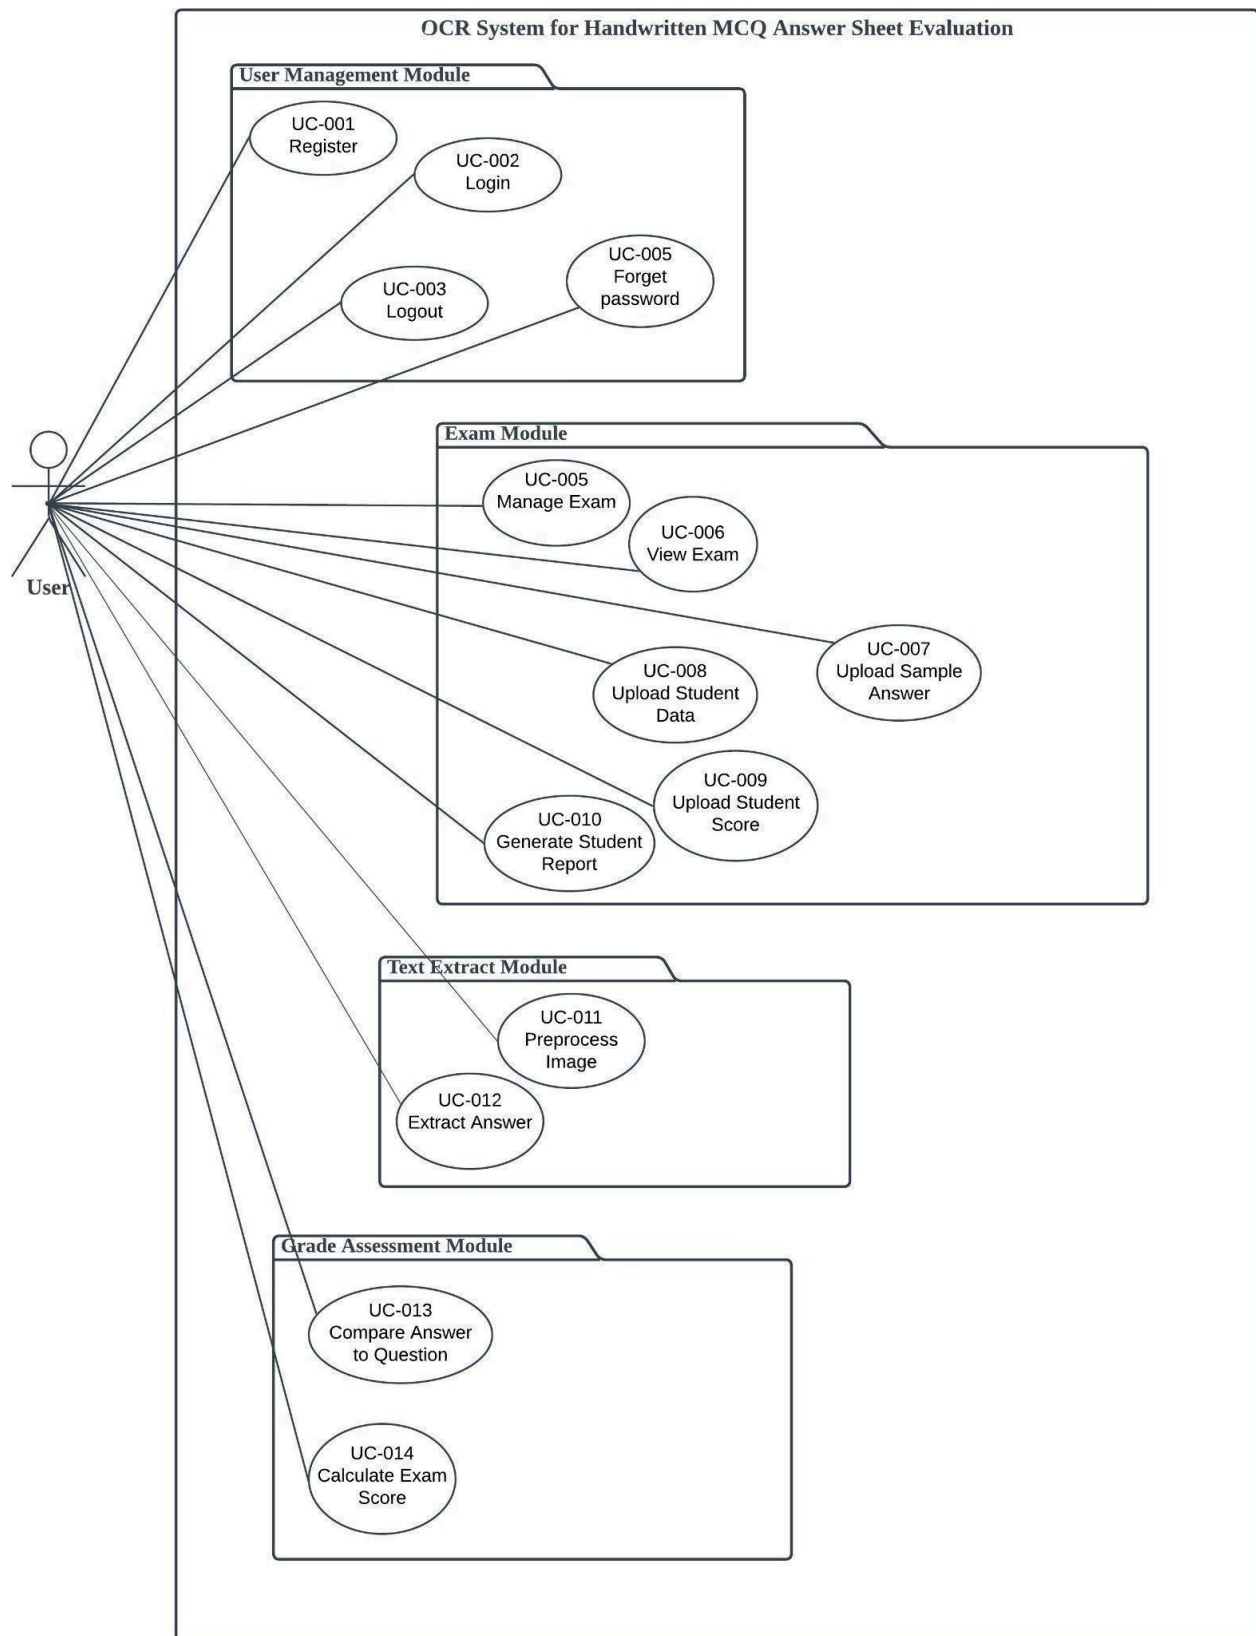 OCR System for Handwritten MCQ Answer Sheet Evaluation
User Management Module
UC-001
Register
UC-002
Login
UC-003
Logout
UC-005
Forget
password
User
Exam Module
UC-005
Manage Exam
UC-006
View Exam
UC-007
Upload Sample
Answer
UC-008
Upload Student
Data
UC-009
Upload Student
Score
UC-010
Generate Student
Report
Text Extract Module
UC-011
Preprocess
Image
UC-012
Extract Answer
Grade Assessment Module
UC-013
Compare Answer
to Question
UC-014
Calculate Exam
Score